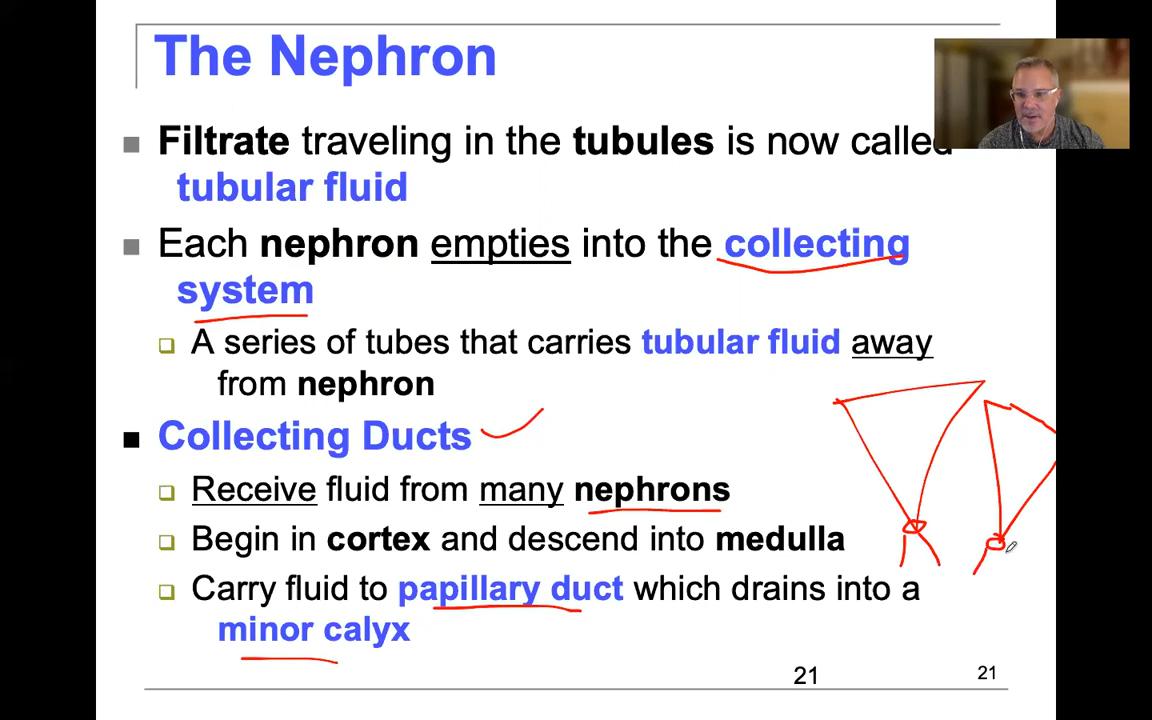 The Nephron
Filtrate traveling in the tubules is now called
tubular fluid
Each nephron empties into the collecting
system
A series of tubes that carries tubular fluid away
from nephron
Collecting Ducts
Receive fluid from many nephrons
Begin in cortex and descend into medulla
Carry fluid to papillary duct which drains into a
minor calyx
21
21